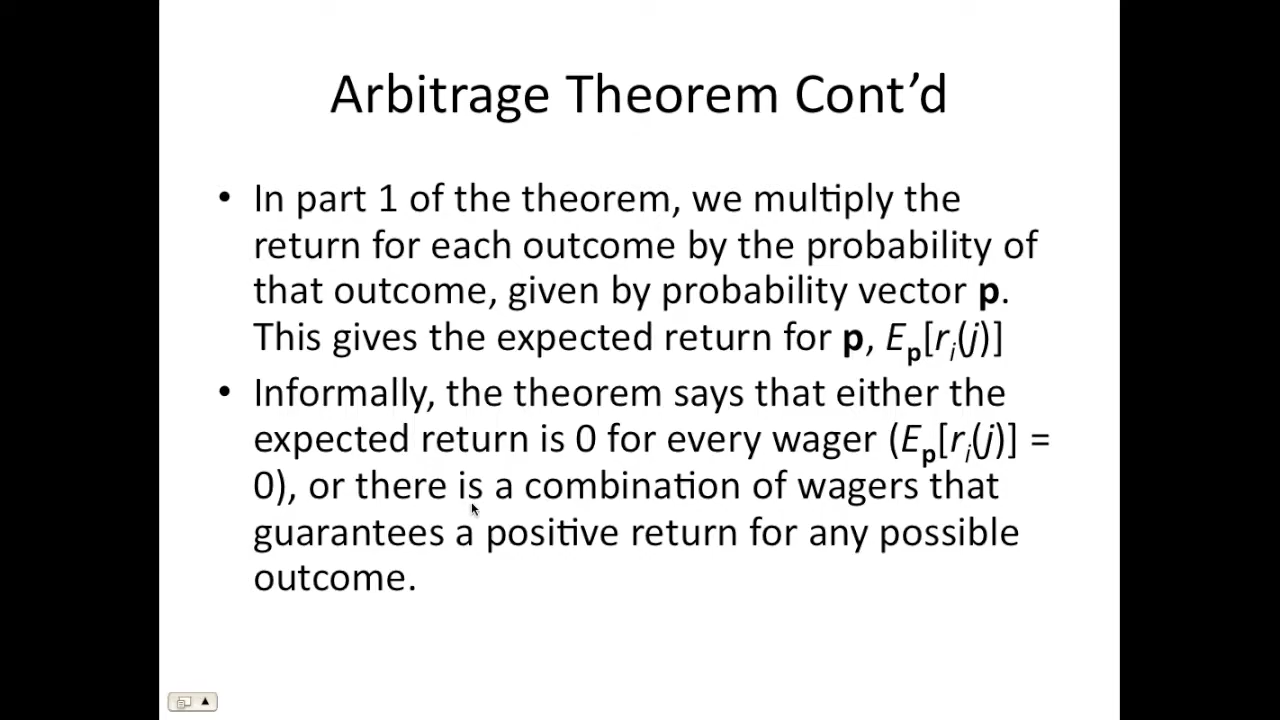 Arbitrage Theorem Cont’d
• In part 1 of the theorem, we multiply the
return for each outcome by the probability of
that outcome, given by probability vector p.
This gives the expected return for p, Ep[ri(j)]
• Informally, the theorem says that either the
expected return is 0 for every wager (Ep[ri(j)] =
0), or there is a combination of wagers that
guarantees a positive return for any possible
outcome.